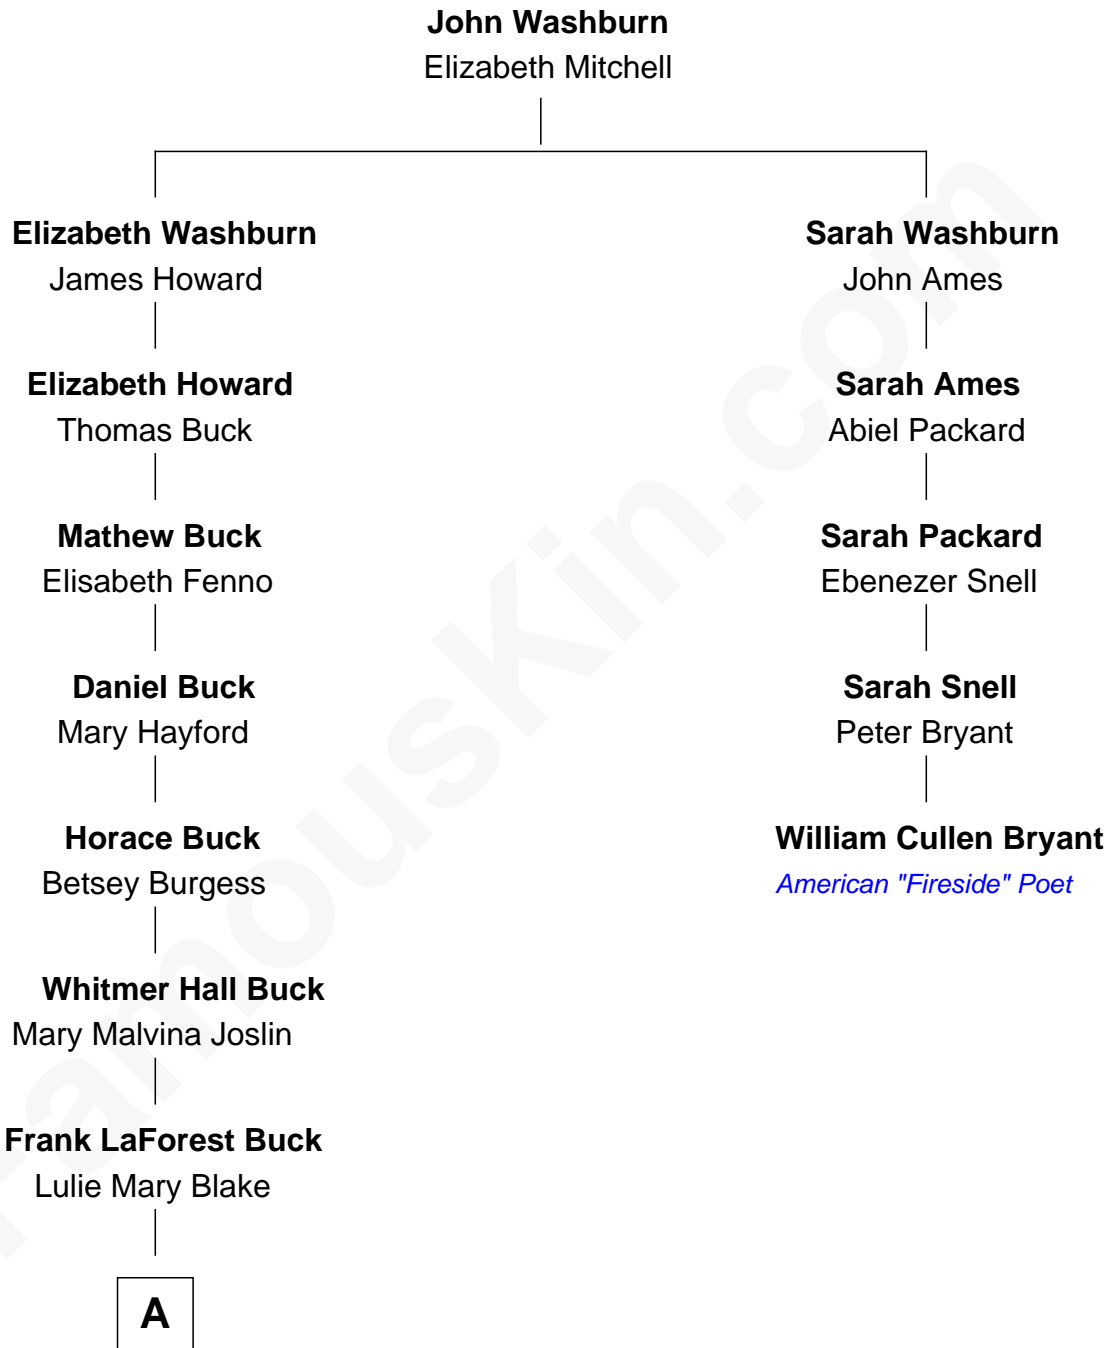 John Washburn
Elizabeth Mitchell
Elizabeth Washburn
James Howard
Elizabeth Howard
Thomas Buck
Mathew Buck
Elisabeth Fenno
Daniel Buck
Mary Hayford
Horace Buck
Betsey Burgess
Whitmer Hall Buck
Mary Malvina Joslin
Frank LaForest Buck
Lulie Mary Blake
A
Sarah Washburn
John Ames
Sarah Ames
Abiel Packard
Sarah Packard
Ebenezer Snell
Sarah Snell
Peter Bryant
William Cullen Bryant
American "Fireside" Poet
FamousKin.com